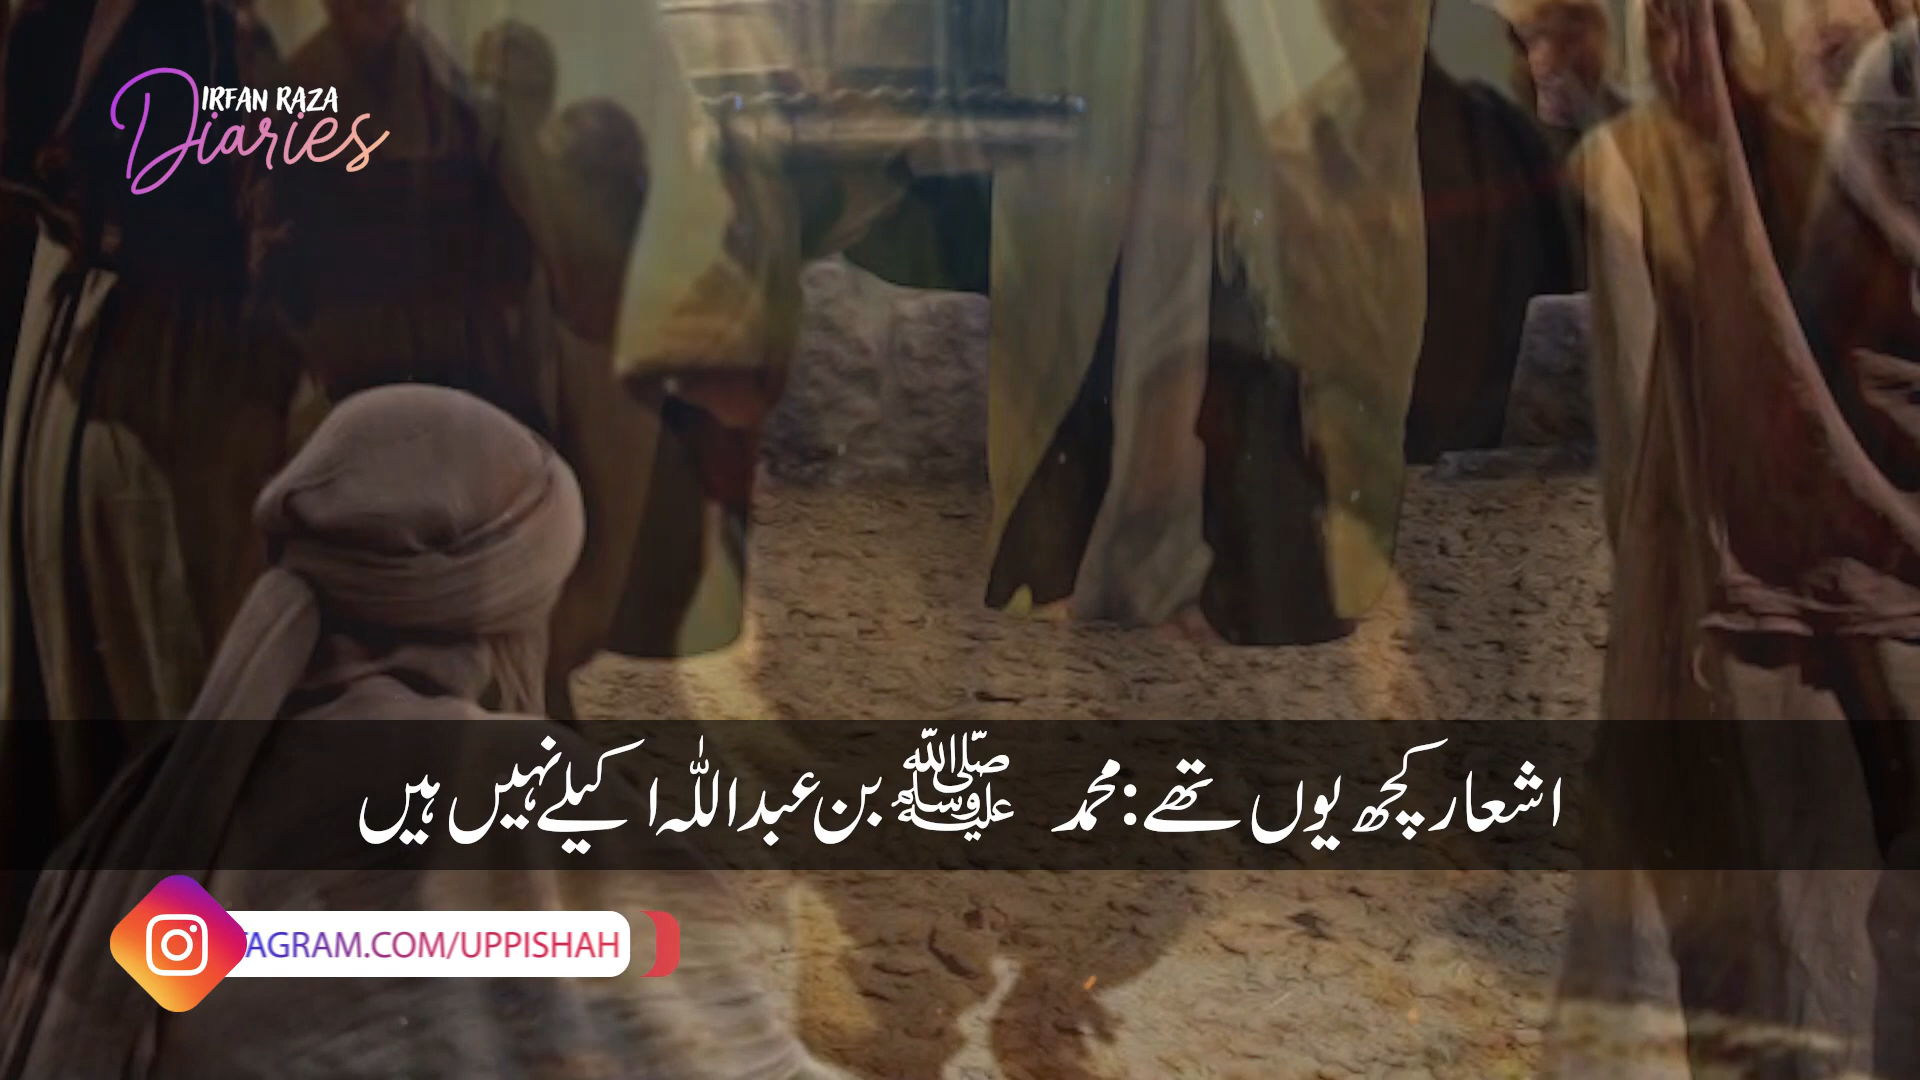 IRFAN RAZA
Diaries
اشعار کچھ یوں تھے: محمد ﷺ بن عبداللہ اکیلے نہیں ہیں
TAGRAM.COM/UPPISHAH